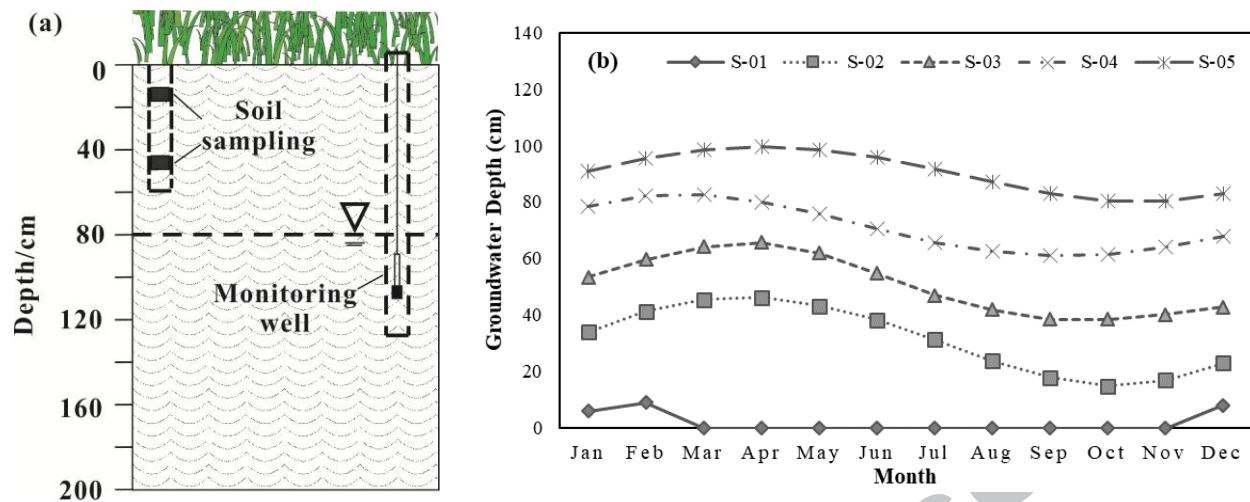 (a)
0
40
80
120
160
200
Depth/cm
Soil
sampling
Monitoring
well
(b)
S-01 S-02 S-03 S-04 S-05
140
120
100
80
60
40
20
0
Groundwater Depth (cm)
Jan Feb Mar Apr May Jun Jul Aug Sep Oct Nov Dec
Month